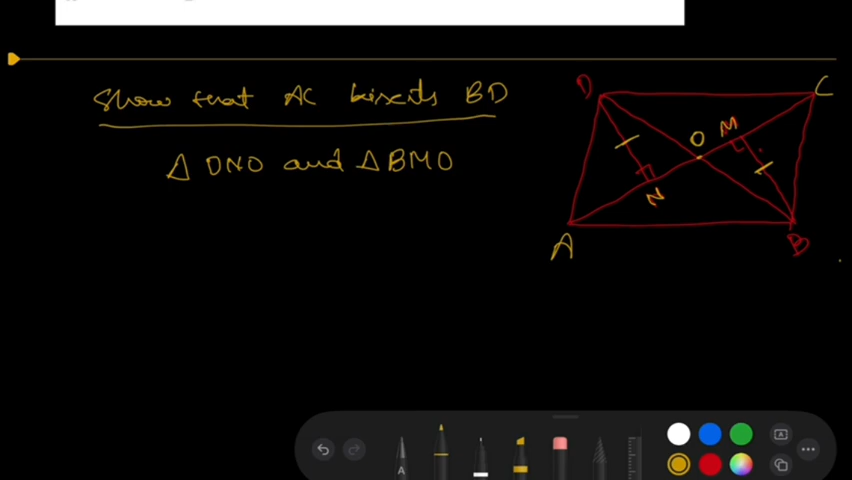 Show that AC bisects BD
△ DNO and △ BMO
D
C
O
M
N
A
B
A